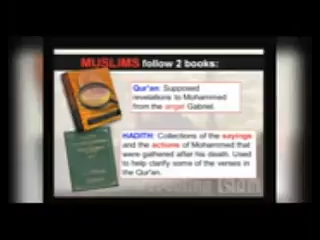 MUSLIMS follow 2 books:
Qur'an: Supposed
revelations to Mohammed
from the angel Gabriel.
HADITH: Collections of the sayings
and the actions of Mohammed that
were gathered after his death. Used
to help clarify some of the verses in
the Qur'an.